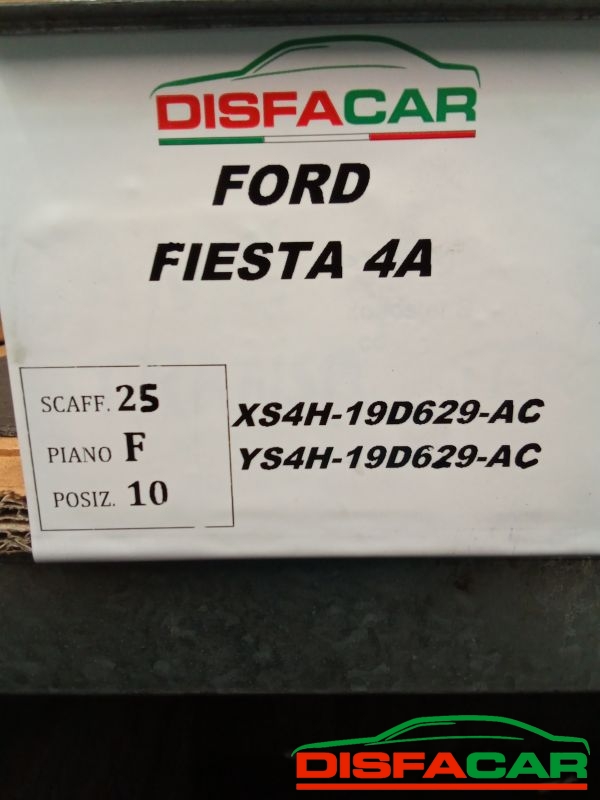 DISFACAR
FORD
FIESTA 4A
SCAFF. 25
PIANO F
POSIZ. 10
XS4H-19D629-AC
YS4H-19D629-AC
DISFACAR